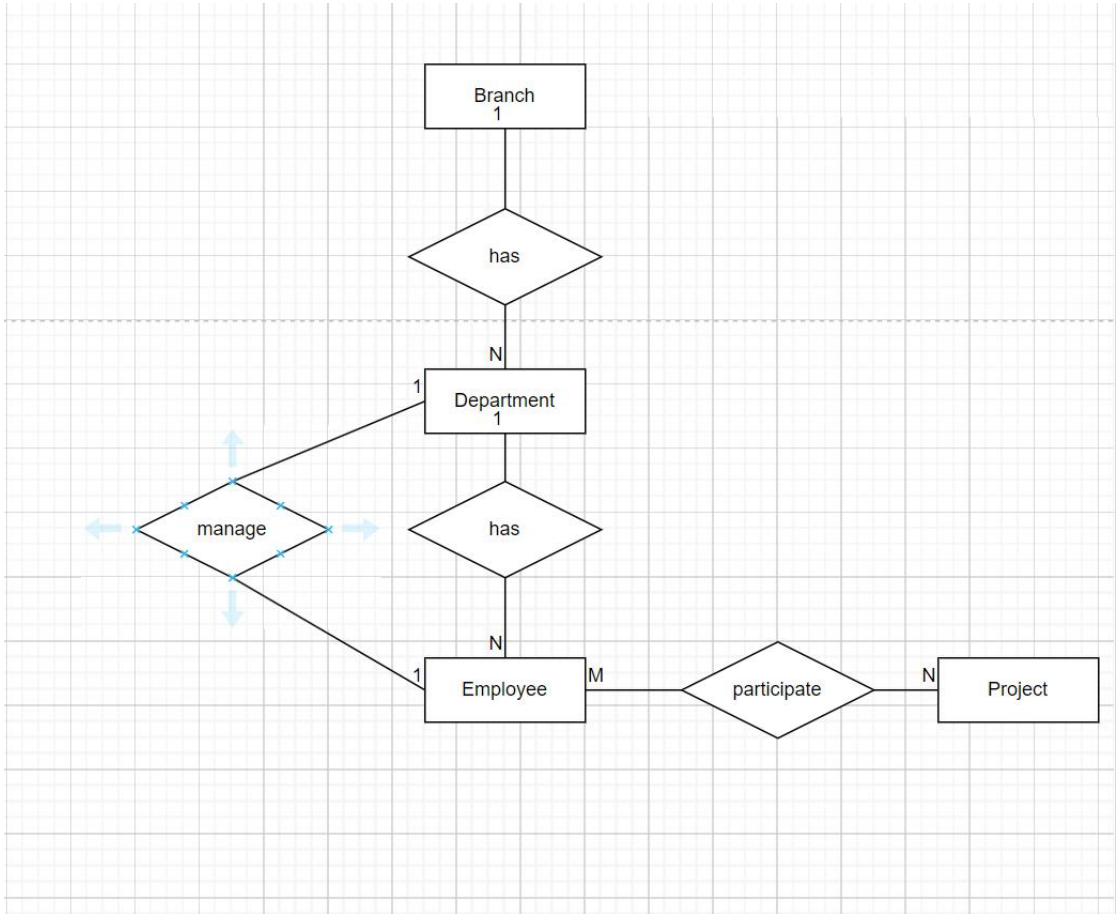 Branch
1
has
N
1
Department
1
manage
has
N
1
Employee
M
participate
N
Project